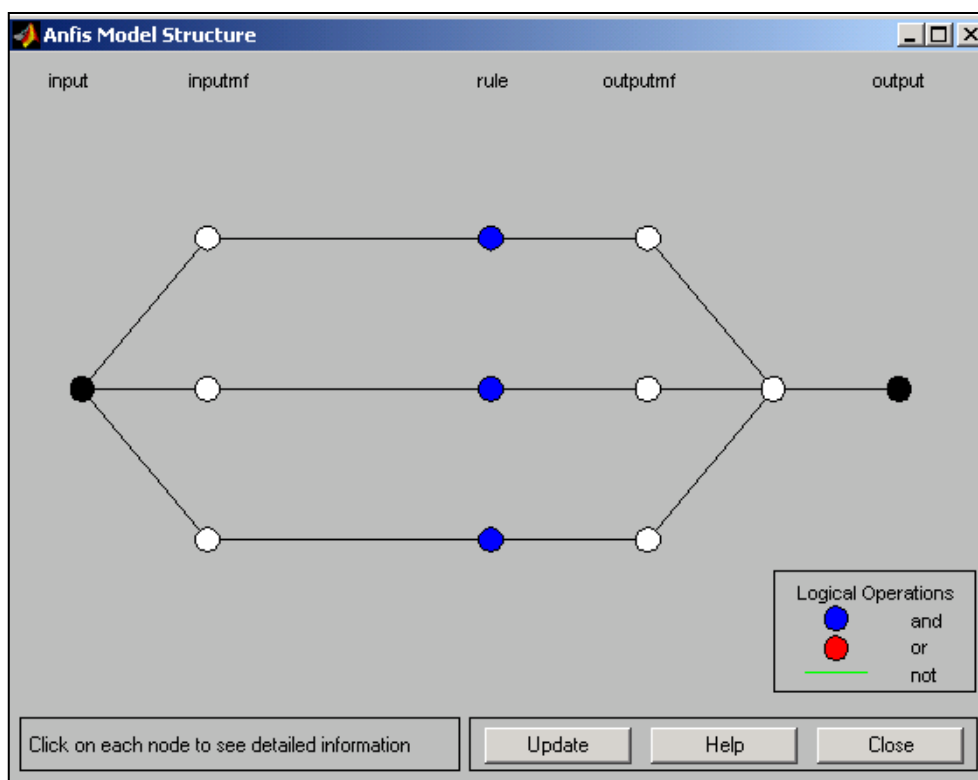 Anfis Model Structure
input inputmf rule outputmf output
Logical Operations
and
or
not
Click on each node to see detailed information
Update Help Close